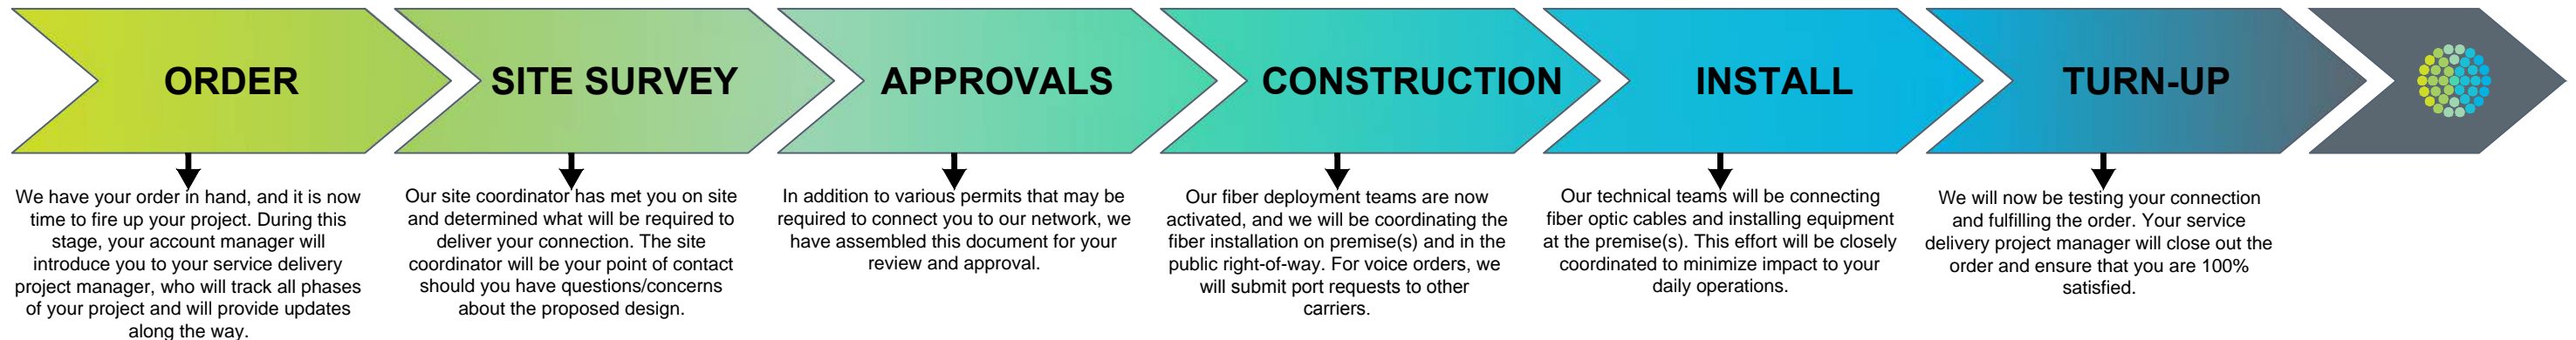 ORDER
We have your order in hand, and it is now
time to fire up your project. During this
stage, your account manager will
introduce you to your service delivery
project manager, who will track all phases
of your project and will provide updates
along the way.
SITE SURVEY
Our site coordinator has met you on site
and determined what will be required to
deliver your connection. The site
coordinator will be your point of contact
should you have questions/concerns
about the proposed design.
APPROVALS
In addition to various permits that may be
required to connect you to our network, we
have assembled this document for your
review and approval.
CONSTRUCTION
Our fiber deployment teams are now
activated, and we will be coordinating the
fiber installation on premise(s) and in the
public right-of-way. For voice orders, we
will submit port requests to other
carriers.
INSTALL
Our technical teams will be connecting
fiber optic cables and installing equipment
at the premise(s). This effort will be closely
coordinated to minimize impact to your
daily operations.
TURN-UP
We will now be testing your connection
and fulfilling the order. Your service
delivery project manager will close out the
order and ensure that you are 100%
satisfied.